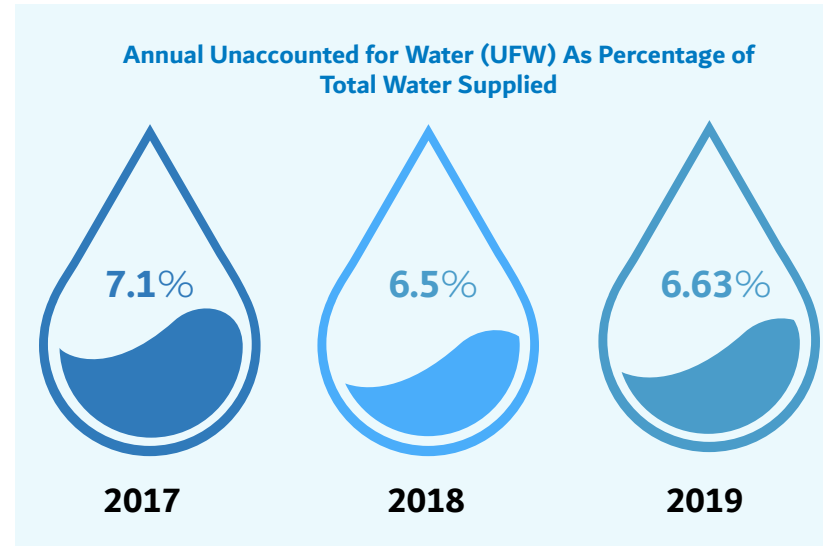 Annual Unaccounted for Water (UFW) As Percentage of
Total Water Supplied
7.1% 6.5% 6.63%
2017 2018 2019